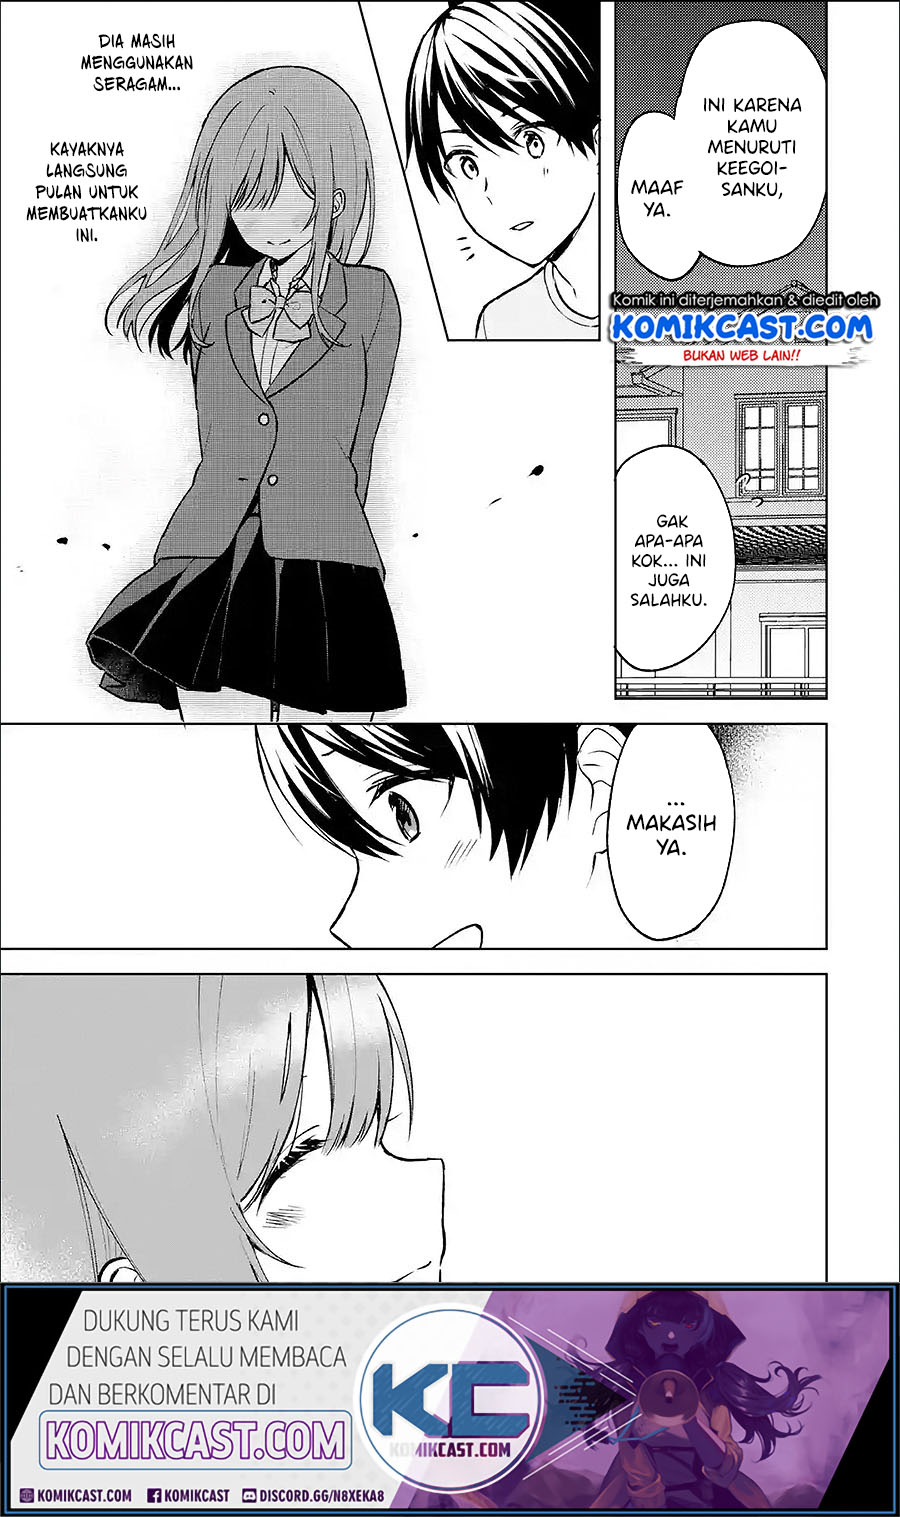 INI KARENA
KAMU
MENURUTI
KEEGOI-
SANKU,
MAAF
YA.
Komik ini diterjemahkan & diedit oleh
KOMIKCAST.COM
BUKAN WEB LAIN!!
GAK
APA-APA
KOK... INI
JUGA
SALAHKU.
DIA MASIH
MENGGUNAKAN
SERAGAM...
KAYAKNYA
LANGSUNG
PULAN UNTUK
MEMBUATKANKU
INI.
...
MAKASIH
YA.
DUKUNG TERUS KAMI
DENGAN SELALU MEMBACA
DAN BERKOMENTAR DI
KOMIKCAST.COM
KC
KOMIKCAST.COM
KOMIKCAST.COM KOMIKCAST DISCORD.GG/N8XEKA8